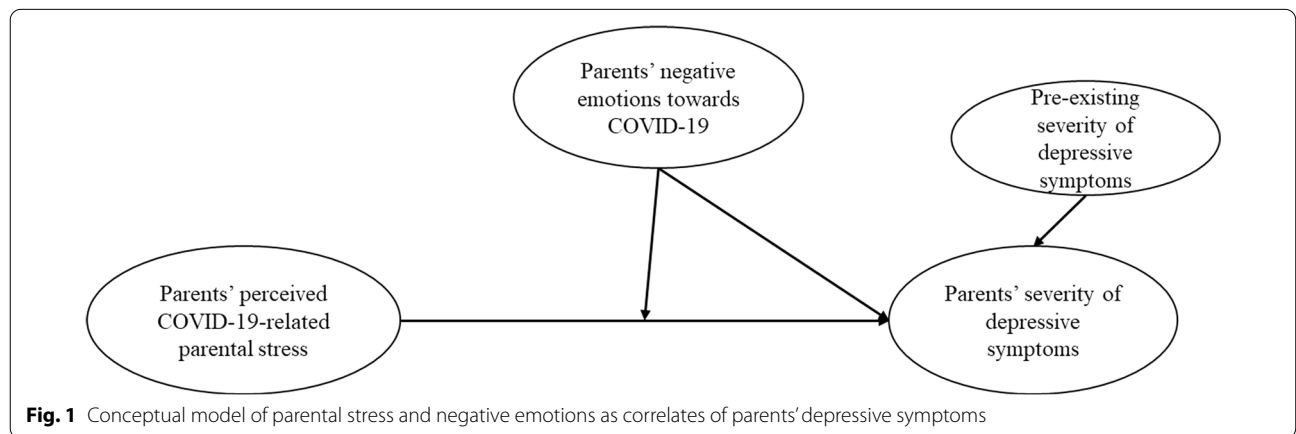 Parents’ negative
emotions towards
COVID-19
Pre-existing
severity of
depressive
symptoms
Parents’ perceived
COVID-19-related
parental stress
Parents’ severity of
depressive
symptoms
Fig. 1 Conceptual model of parental stress and negative emotions as correlates of parents’ depressive symptoms